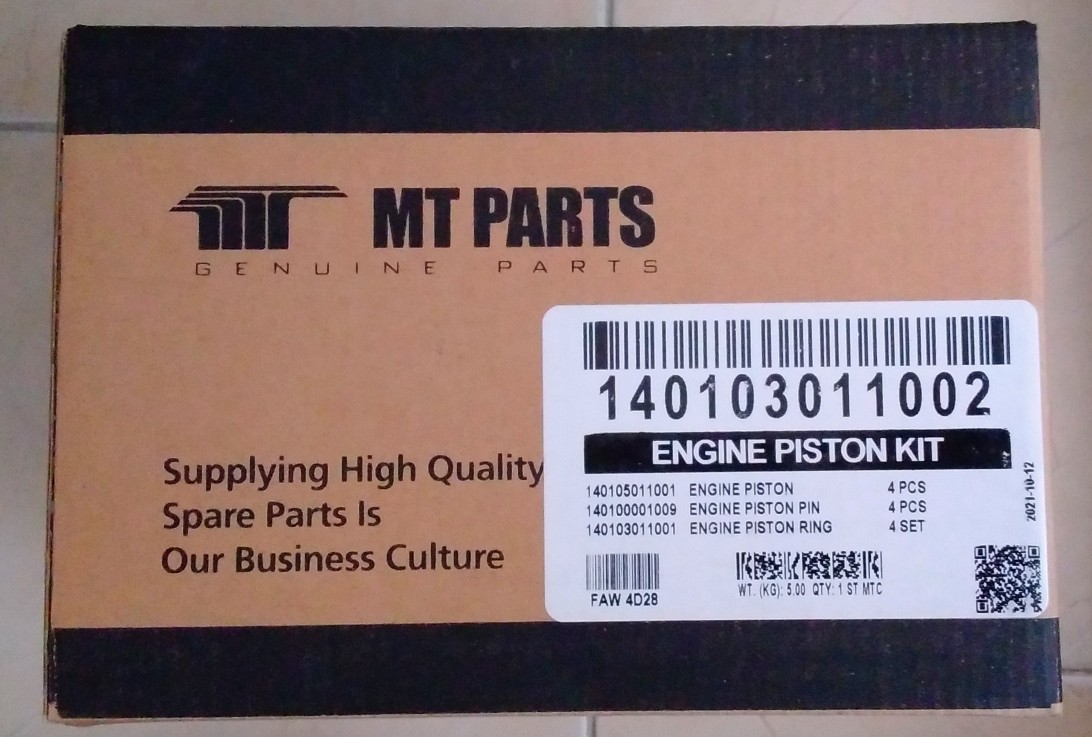 MT PARTS
GENUINE PARTS
Supplying High Quality
Spare Parts Is
Our Business Culture
140103011002
ENGINE PISTON KIT
140105011001 ENGINE PISTON 4 PCS
140100001009 ENGINE PISTON PIN 4 PCS
140103011001 ENGINE PISTON RING 4 SET
2021-10-12
FAW 4D28
WT. (KG): 5.00 QTY: 1 ST MTC